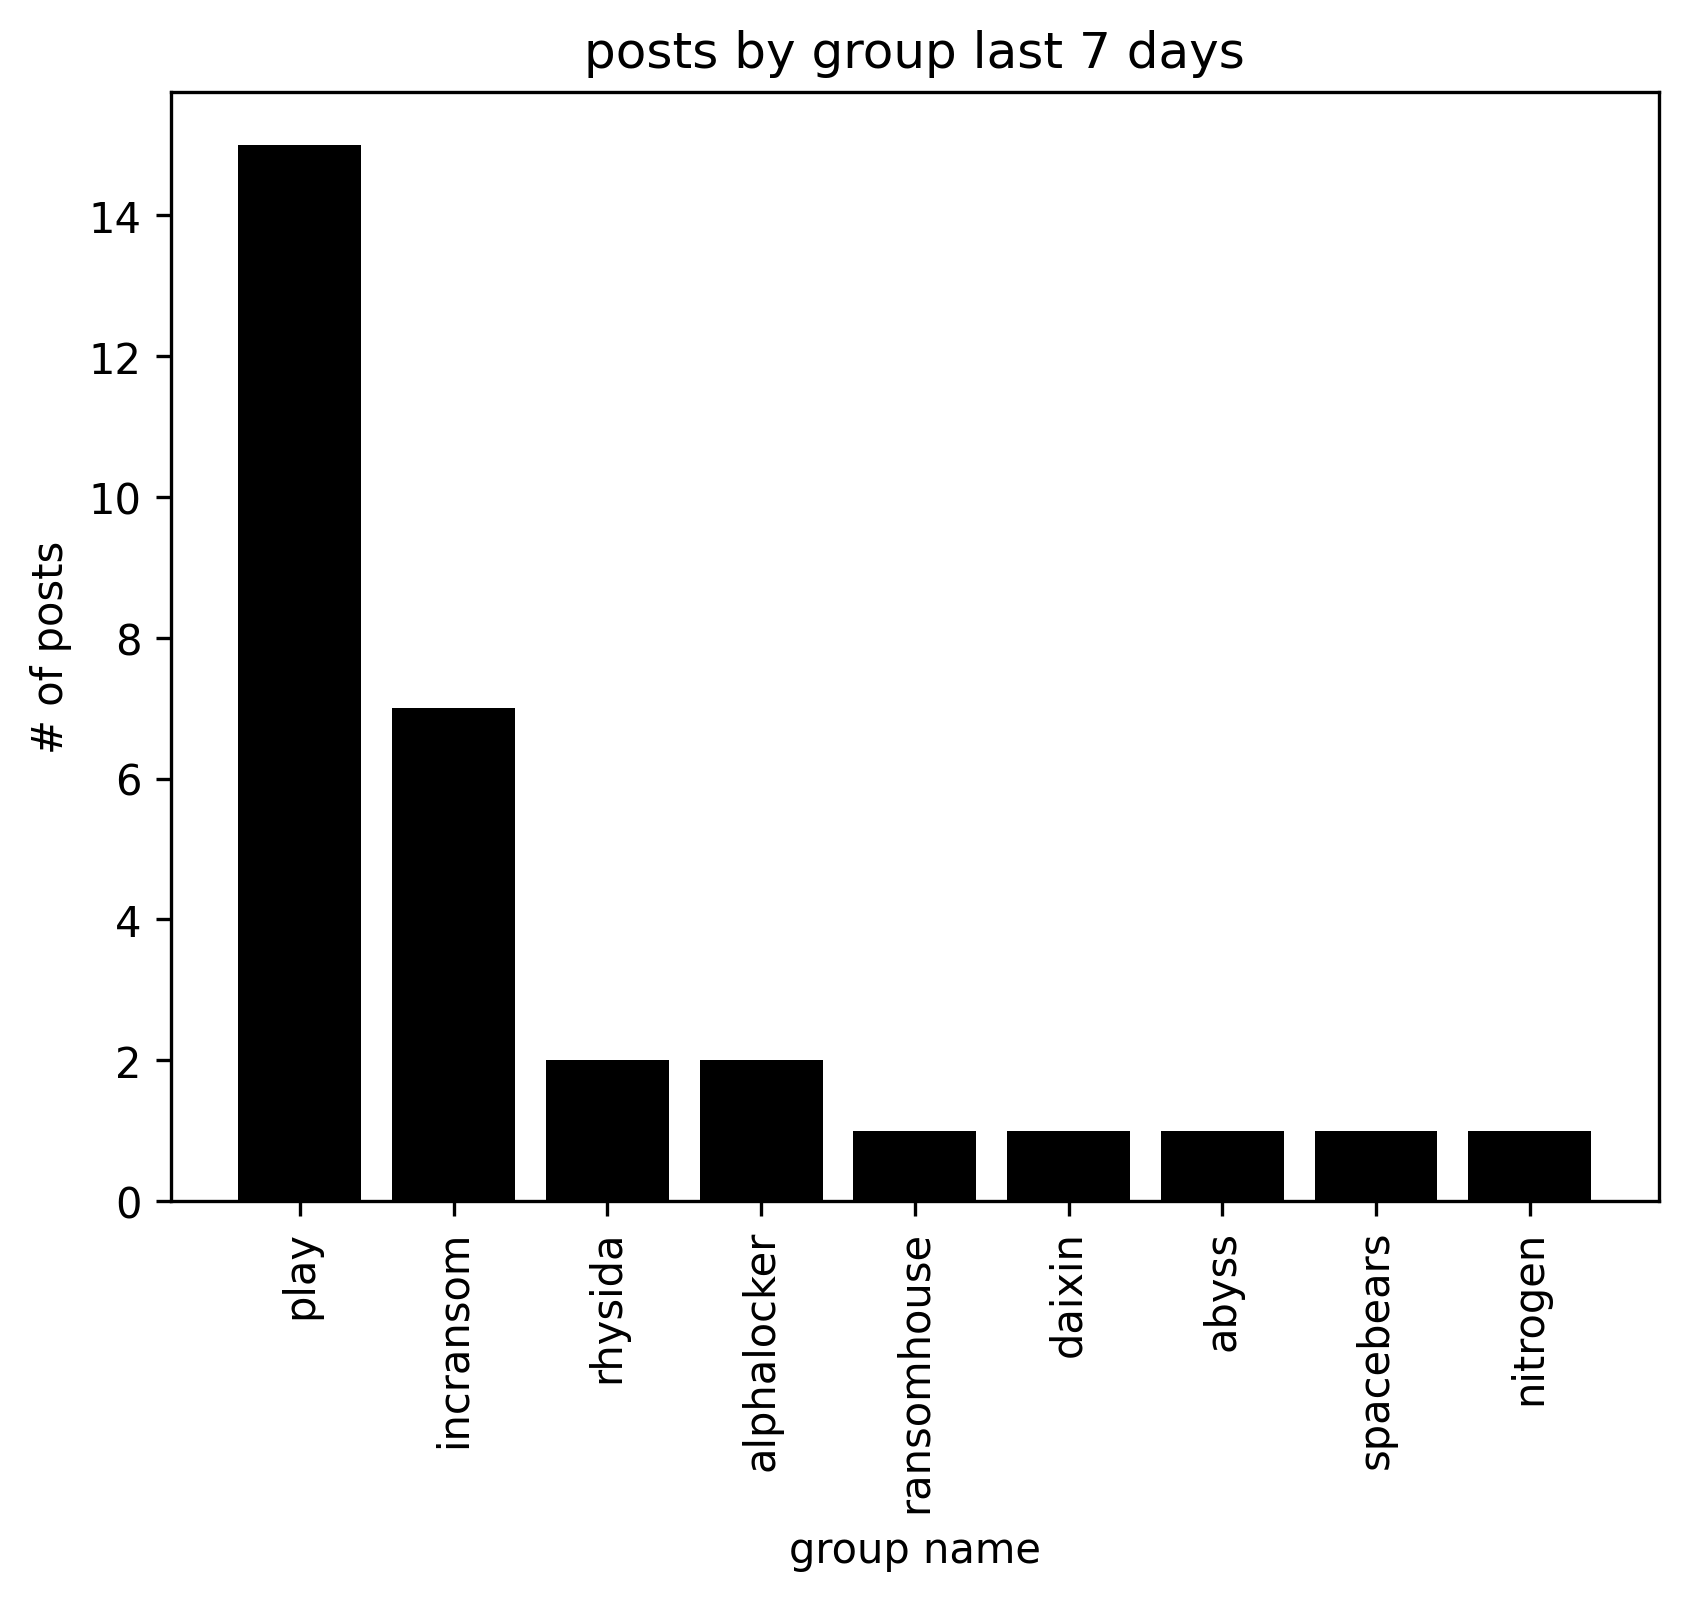 posts by group last 7 days
# of posts
14
12
10
8
6
4
2
0
play
incransom
rhysida
alphalocker
ransomhouse
daixin
abyss
spacebears
nitrogen
group name